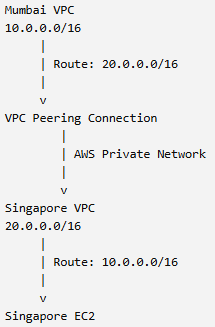 Mumbai VPC
10.0.0.0/16
|
| Route: 20.0.0.0/16
|
v
VPC Peering Connection
|
| AWS Private Network
|
v
Singapore VPC
20.0.0.0/16
|
| Route: 10.0.0.0/16
|
v
Singapore EC2